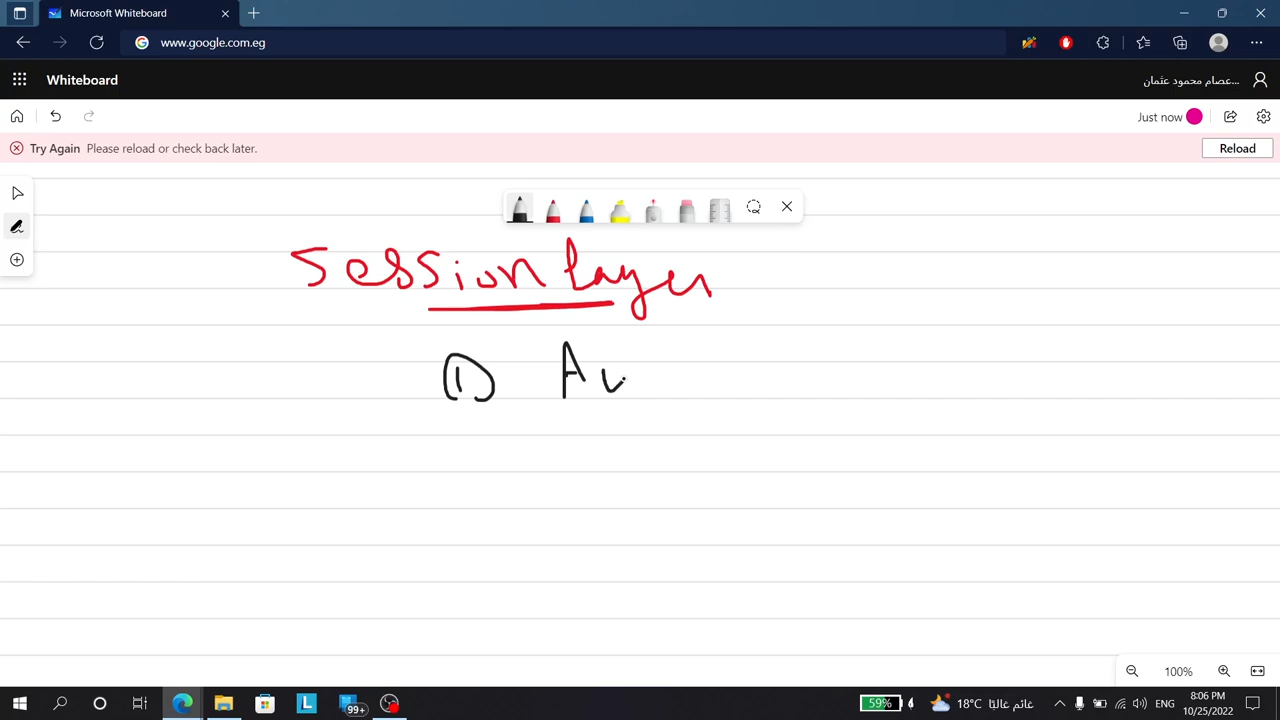 Microsoft Whiteboard
www.google.com.eg
Whiteboard
عصام محمود عثمان...
Just now
Try Again Please reload or check back later.
Reload
Session layer
① Au
100%
L
99+
59%
18°C غائم غالبًا
ENG
8:06 PM
10/25/2022